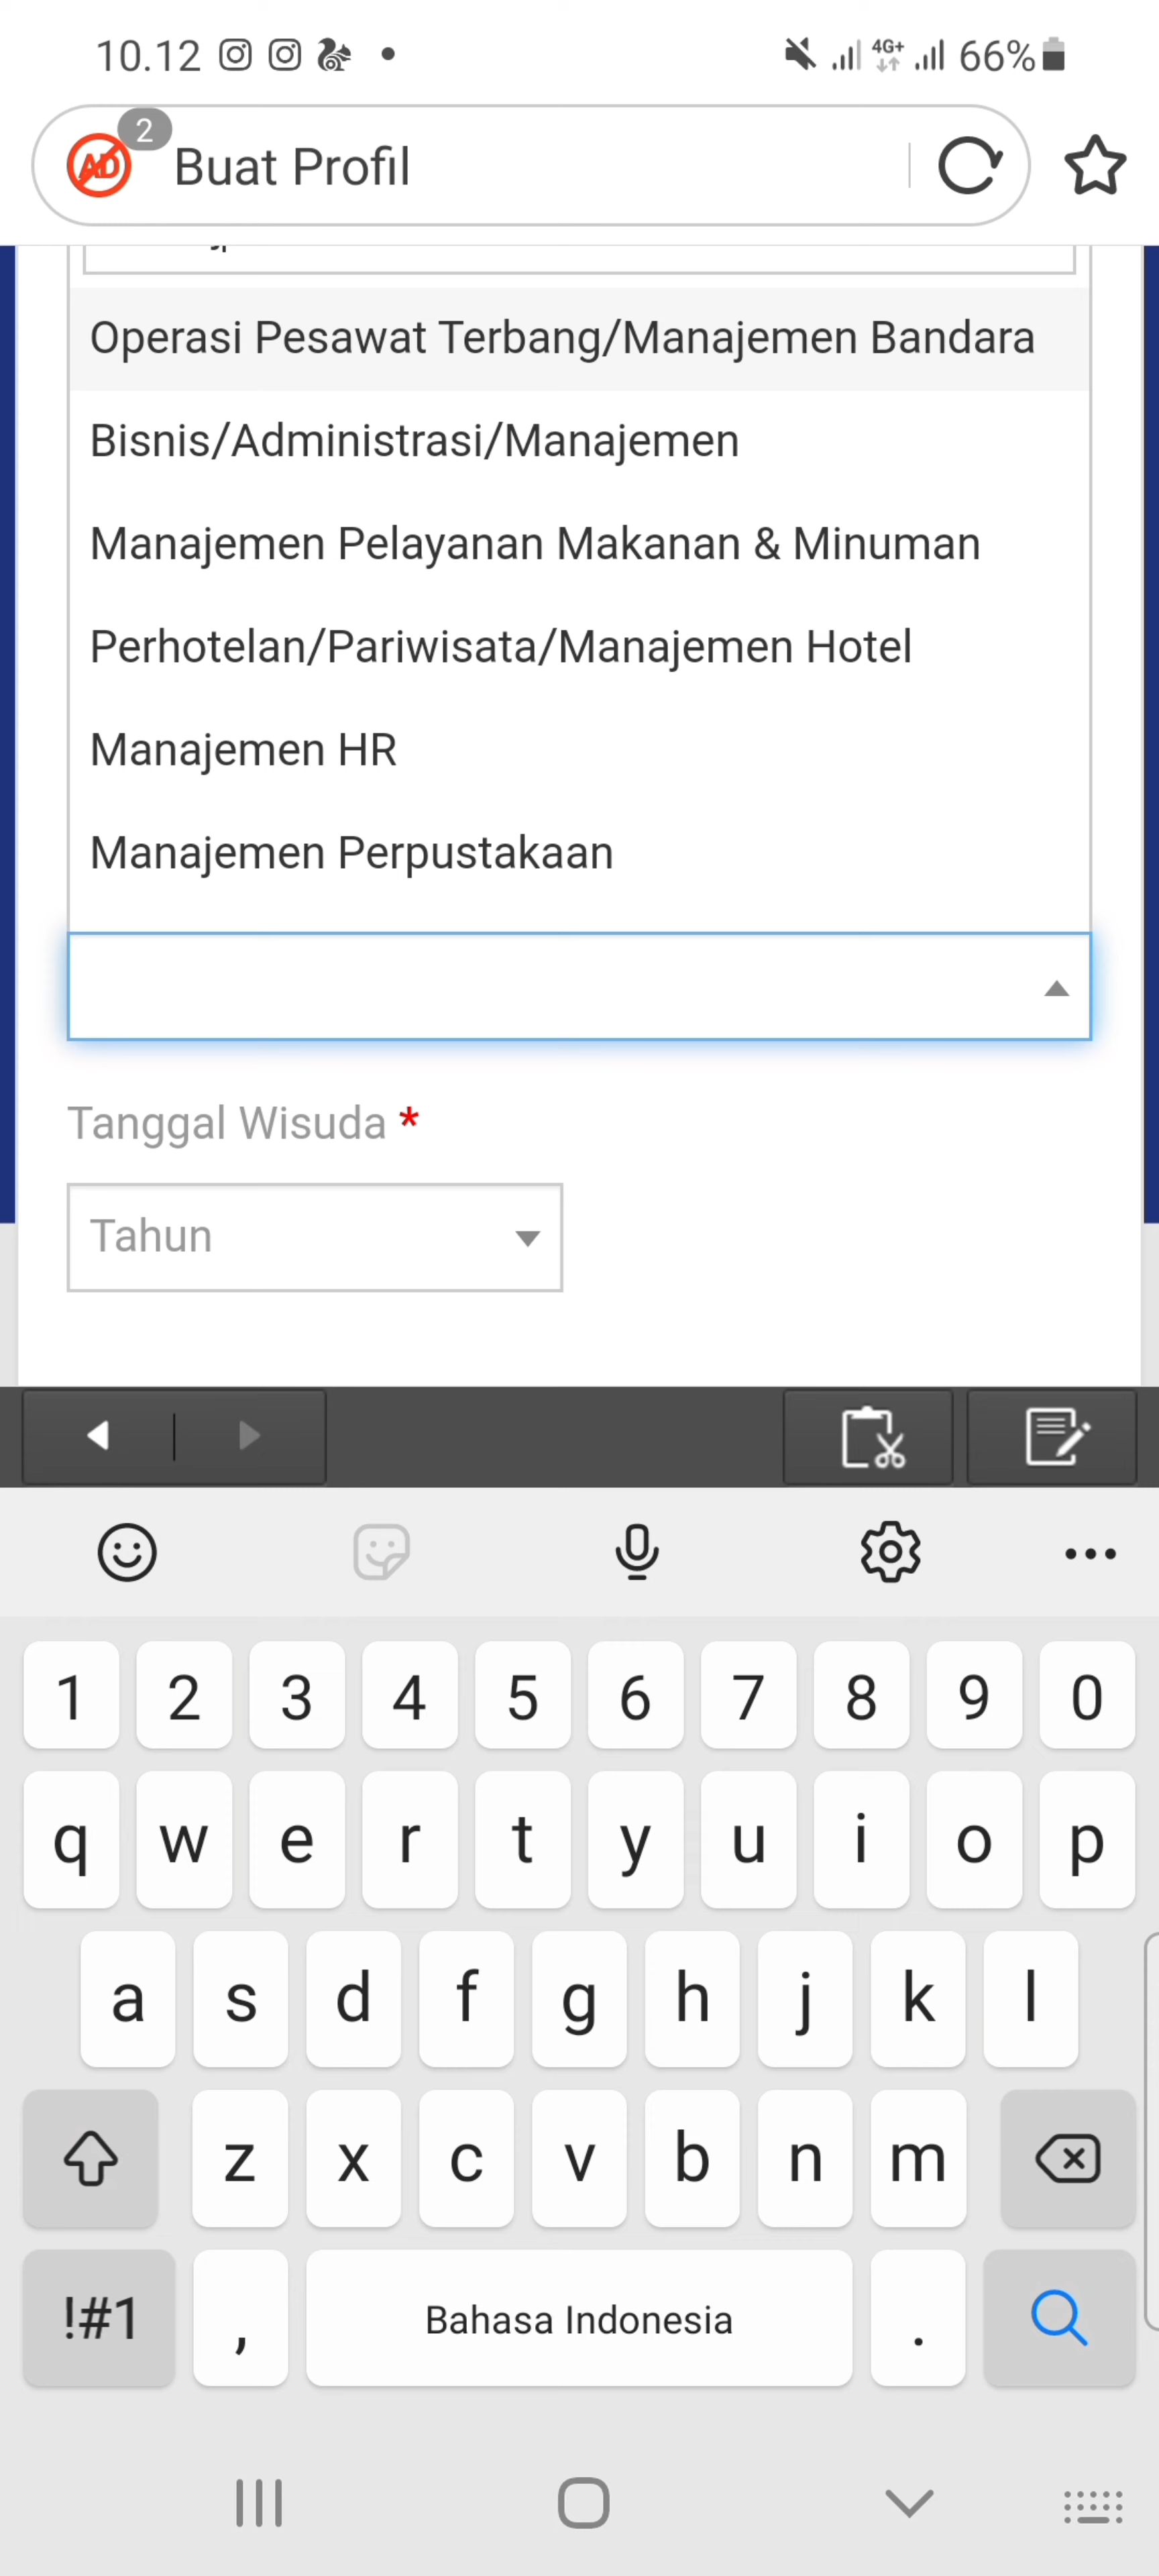 10.12
4G+
66%
2
AD
Buat Profil
Operasi Pesawat Terbang/Manajemen Bandara
Bisnis/Administrasi/Manajemen
Manajemen Pelayanan Makanan & Minuman
Perhotelan/Pariwisata/Manajemen Hotel
Manajemen HR
Manajemen Perpustakaan
Tanggal Wisuda *
Tahun
1 2 3 4 5 6 7 8 9 0
q w e r t y u i o p
a s d f g h j k l
z x c v b n m
!#1 , Bahasa Indonesia .